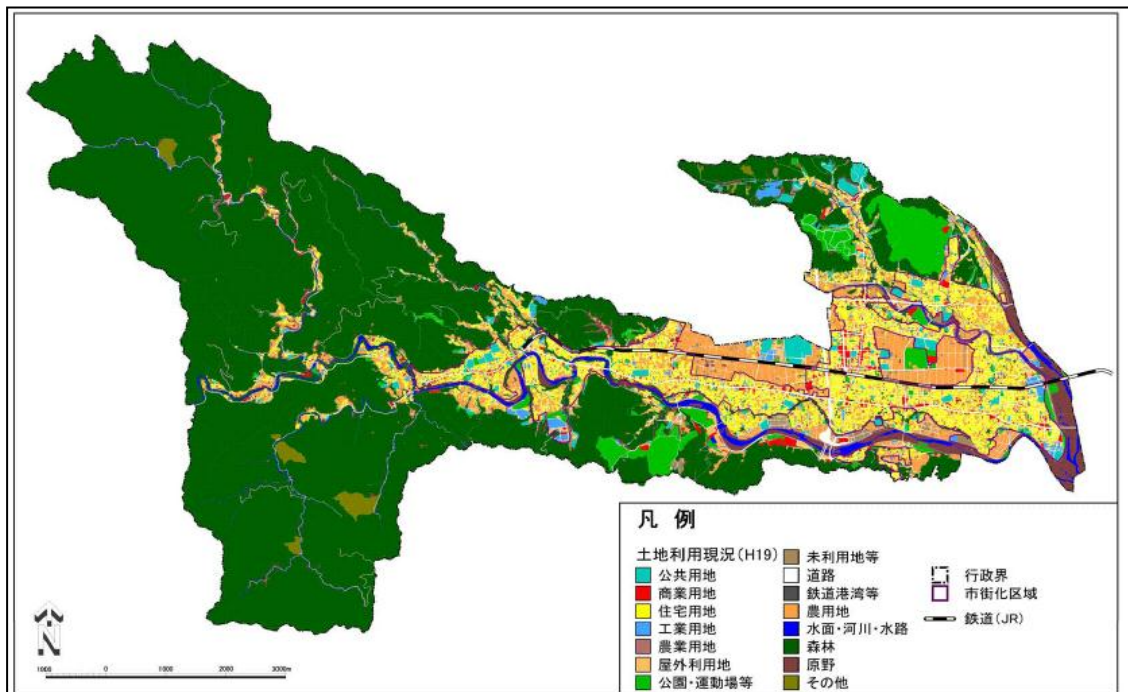 凡 例
土地利用現況(H19)
公共用地
商業用地
住宅用地
工業用地
農業用地
屋外利用地
公園・運動場等
未利用地等
道路
鉄道港湾等
農用地
水面・河川・水路
森林
原野
その他
行政界
市街化区域
鉄道(JR)
N
1000 0 1000 2000 3000m